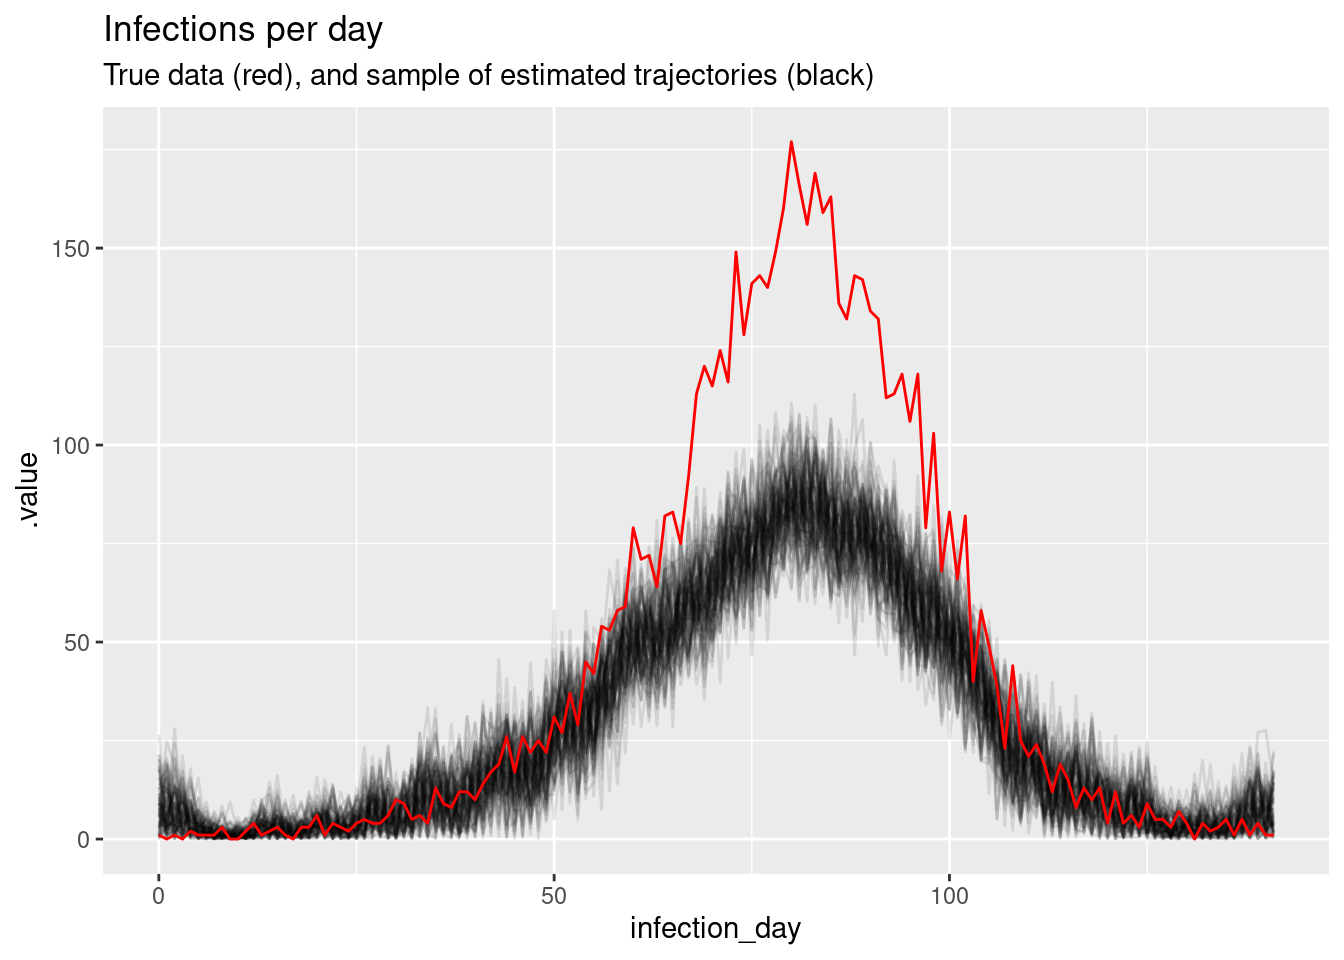 Infections per day
True data (red), and sample of estimated trajectories (black)
150
100
50
0
.value
0
50
100
infection_day